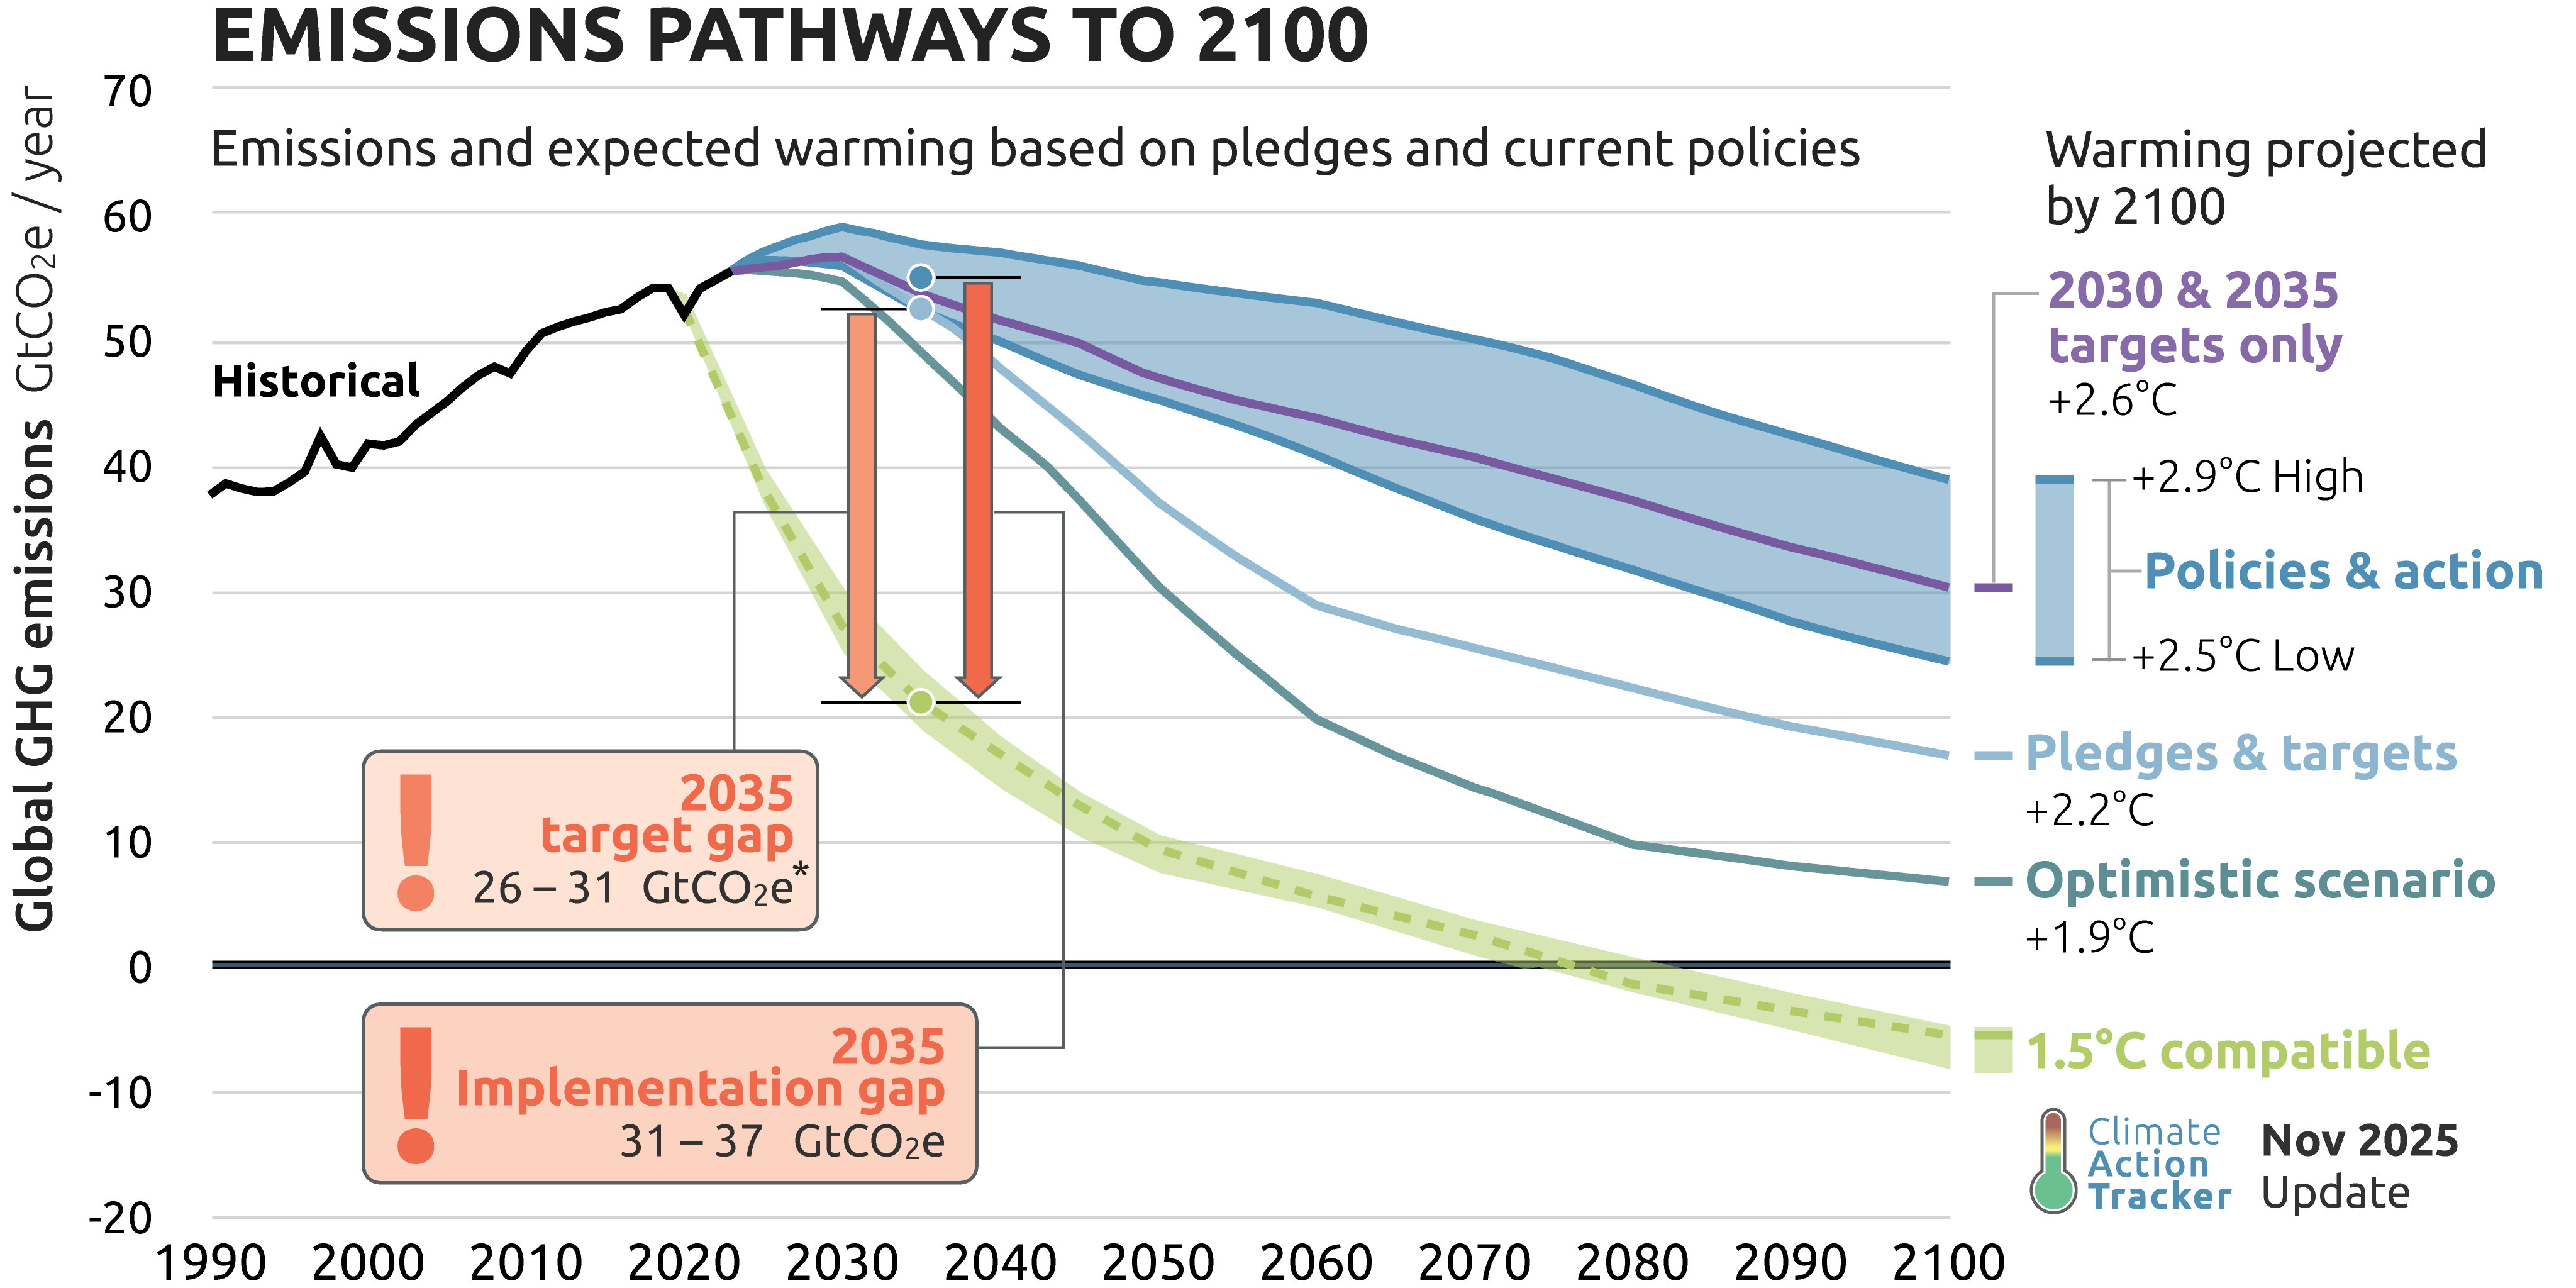 EMISSIONS PATHWAYS TO 2100
Emissions and expected warming based on pledges and current policies
Global GHG emissions GtCO₂e / year
70
60
50
40
30
20
10
0
-10
-20
1990 2000 2010 2020 2030 2040 2050 2060 2070 2080 2090 2100
Historical
2035
target gap
26 – 31 GtCO₂e*
2035
Implementation gap
31 – 37 GtCO₂e
Warming projected
by 2100
2030 & 2035
targets only
+2.6°C
+2.9°C High
Policies & action
+2.5°C Low
Pledges & targets
+2.2°C
Optimistic scenario
+1.9°C
1.5°C compatible
Climate
Action
Tracker
Nov 2025
Update